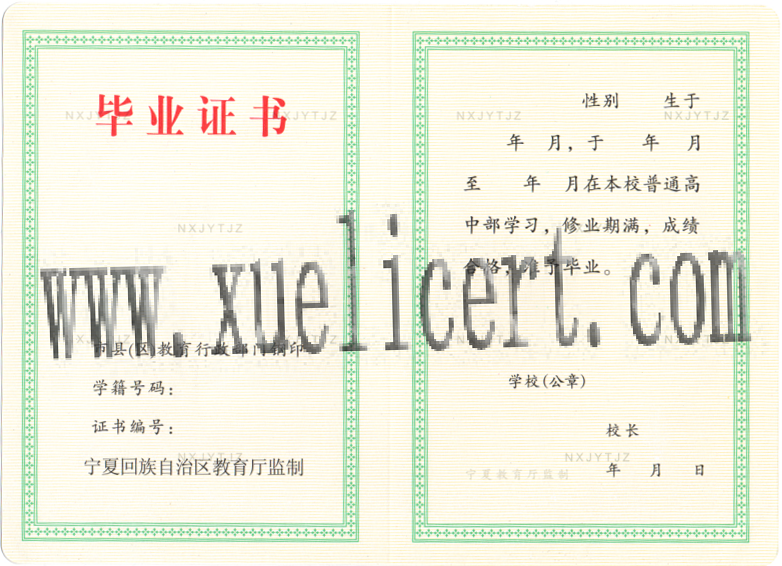 毕业证书
NXJYTJZ
NXJYTJZ
NXJYTJZ
市县(区)教育行政部门钢印
学籍号码：
证书编号：
NXJYTJZ
宁夏回族自治区教育厅监制
性别 生于
NXJYTJZ
NXJYTJZ
年 月，于 年 月
至 年 月在本校普通高
中部学习，修业期满，成绩
合格，准予毕业。
www.xuelicert.com
学校(公章)
校长
NXJYTJZ
宁夏教育厅监制
年 月 日